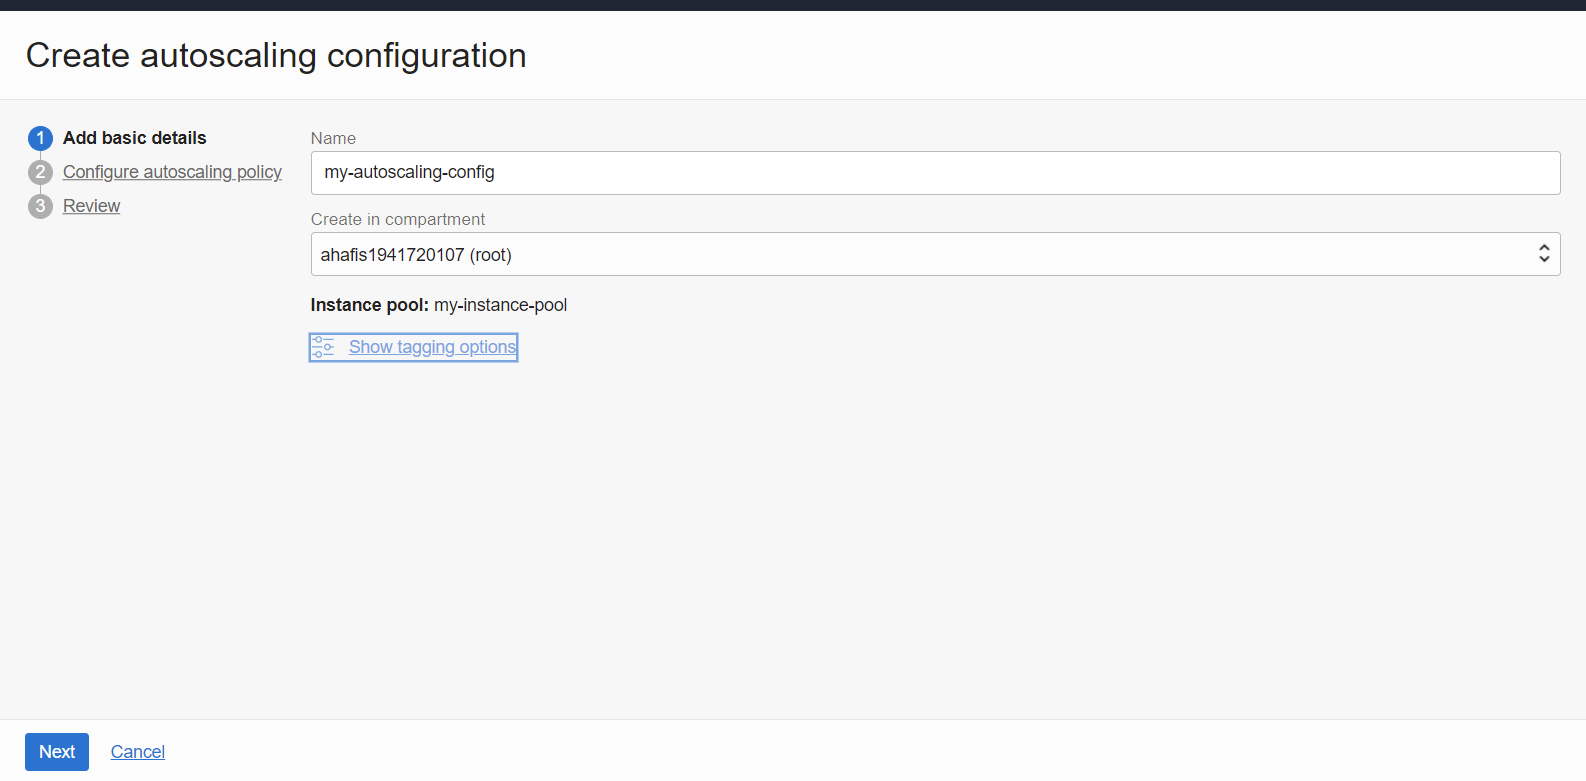 Create autoscaling configuration
1 Add basic details
2 Configure autoscaling policy
3 Review
Name
my-autoscaling-config
Create in compartment
ahafis1941720107 (root)
Instance pool: my-instance-pool
Show tagging options
Next Cancel